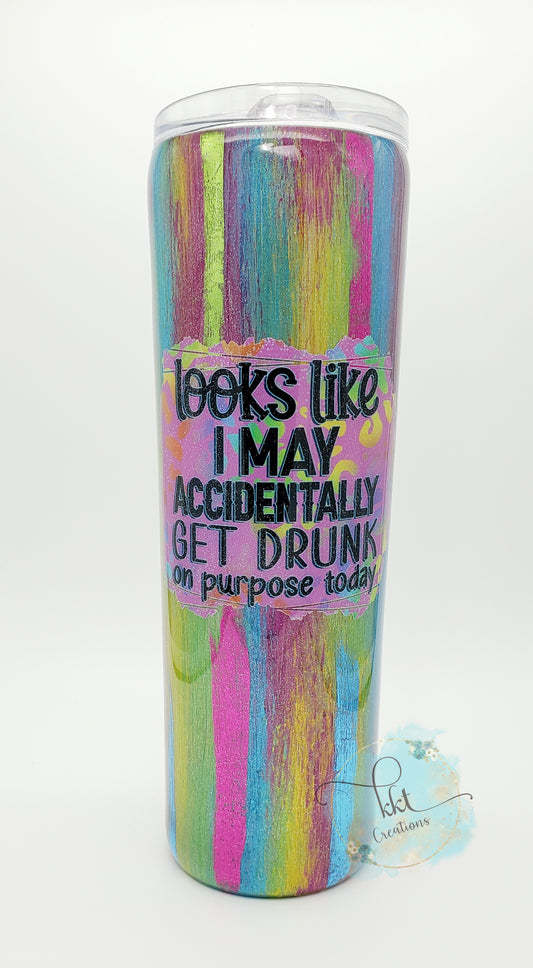 looks like
I MAY
ACCIDENTALLY
GET DRUNK
on purpose today
kkt
Creations